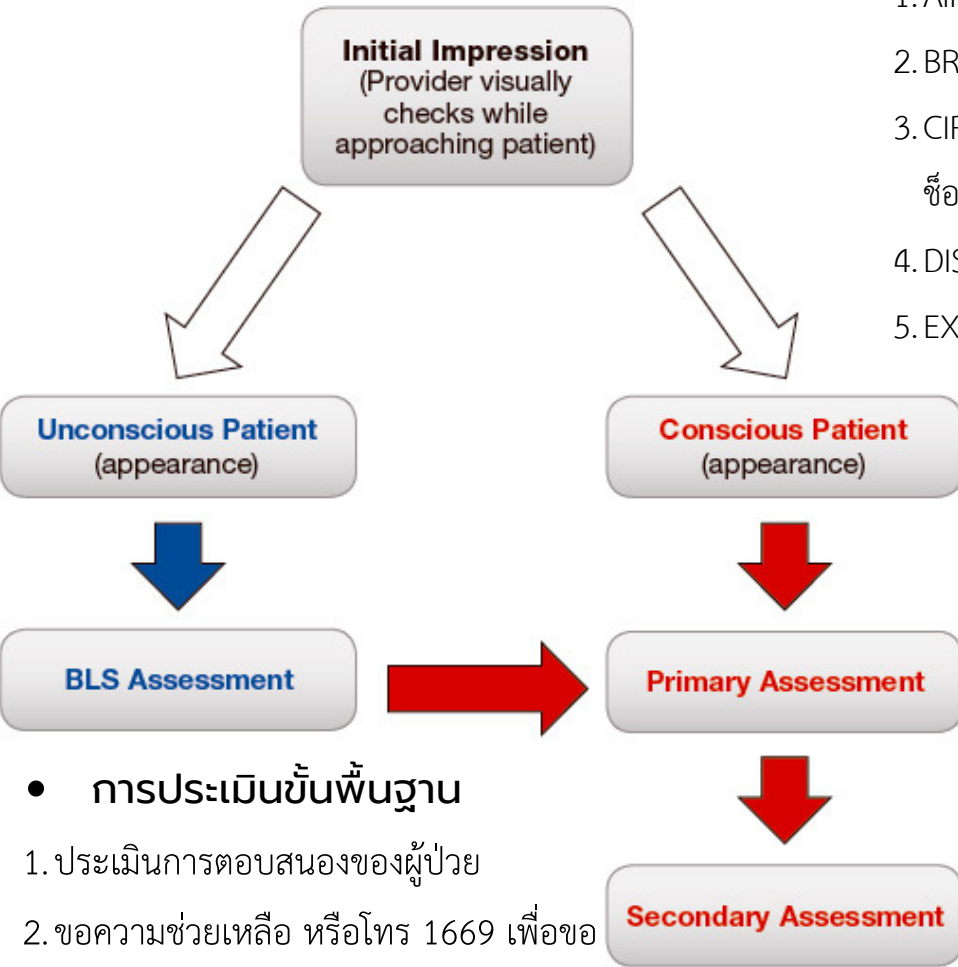 Initial Impression
(Provider visually
checks while
approaching patient)
1.
2.
3.
ช็อ
4.
5.
Unconscious Patient
(appearance)
Conscious Patient
(appearance)
BLS Assessment
Primary Assessment
• การประเมินขั้นพื้นฐาน
1. ประเมินการตอบสนองของผู้ป่วย
2. ขอความช่วยเหลือ หรือโทร 1669 เพื่อขอ
Secondary Assessment